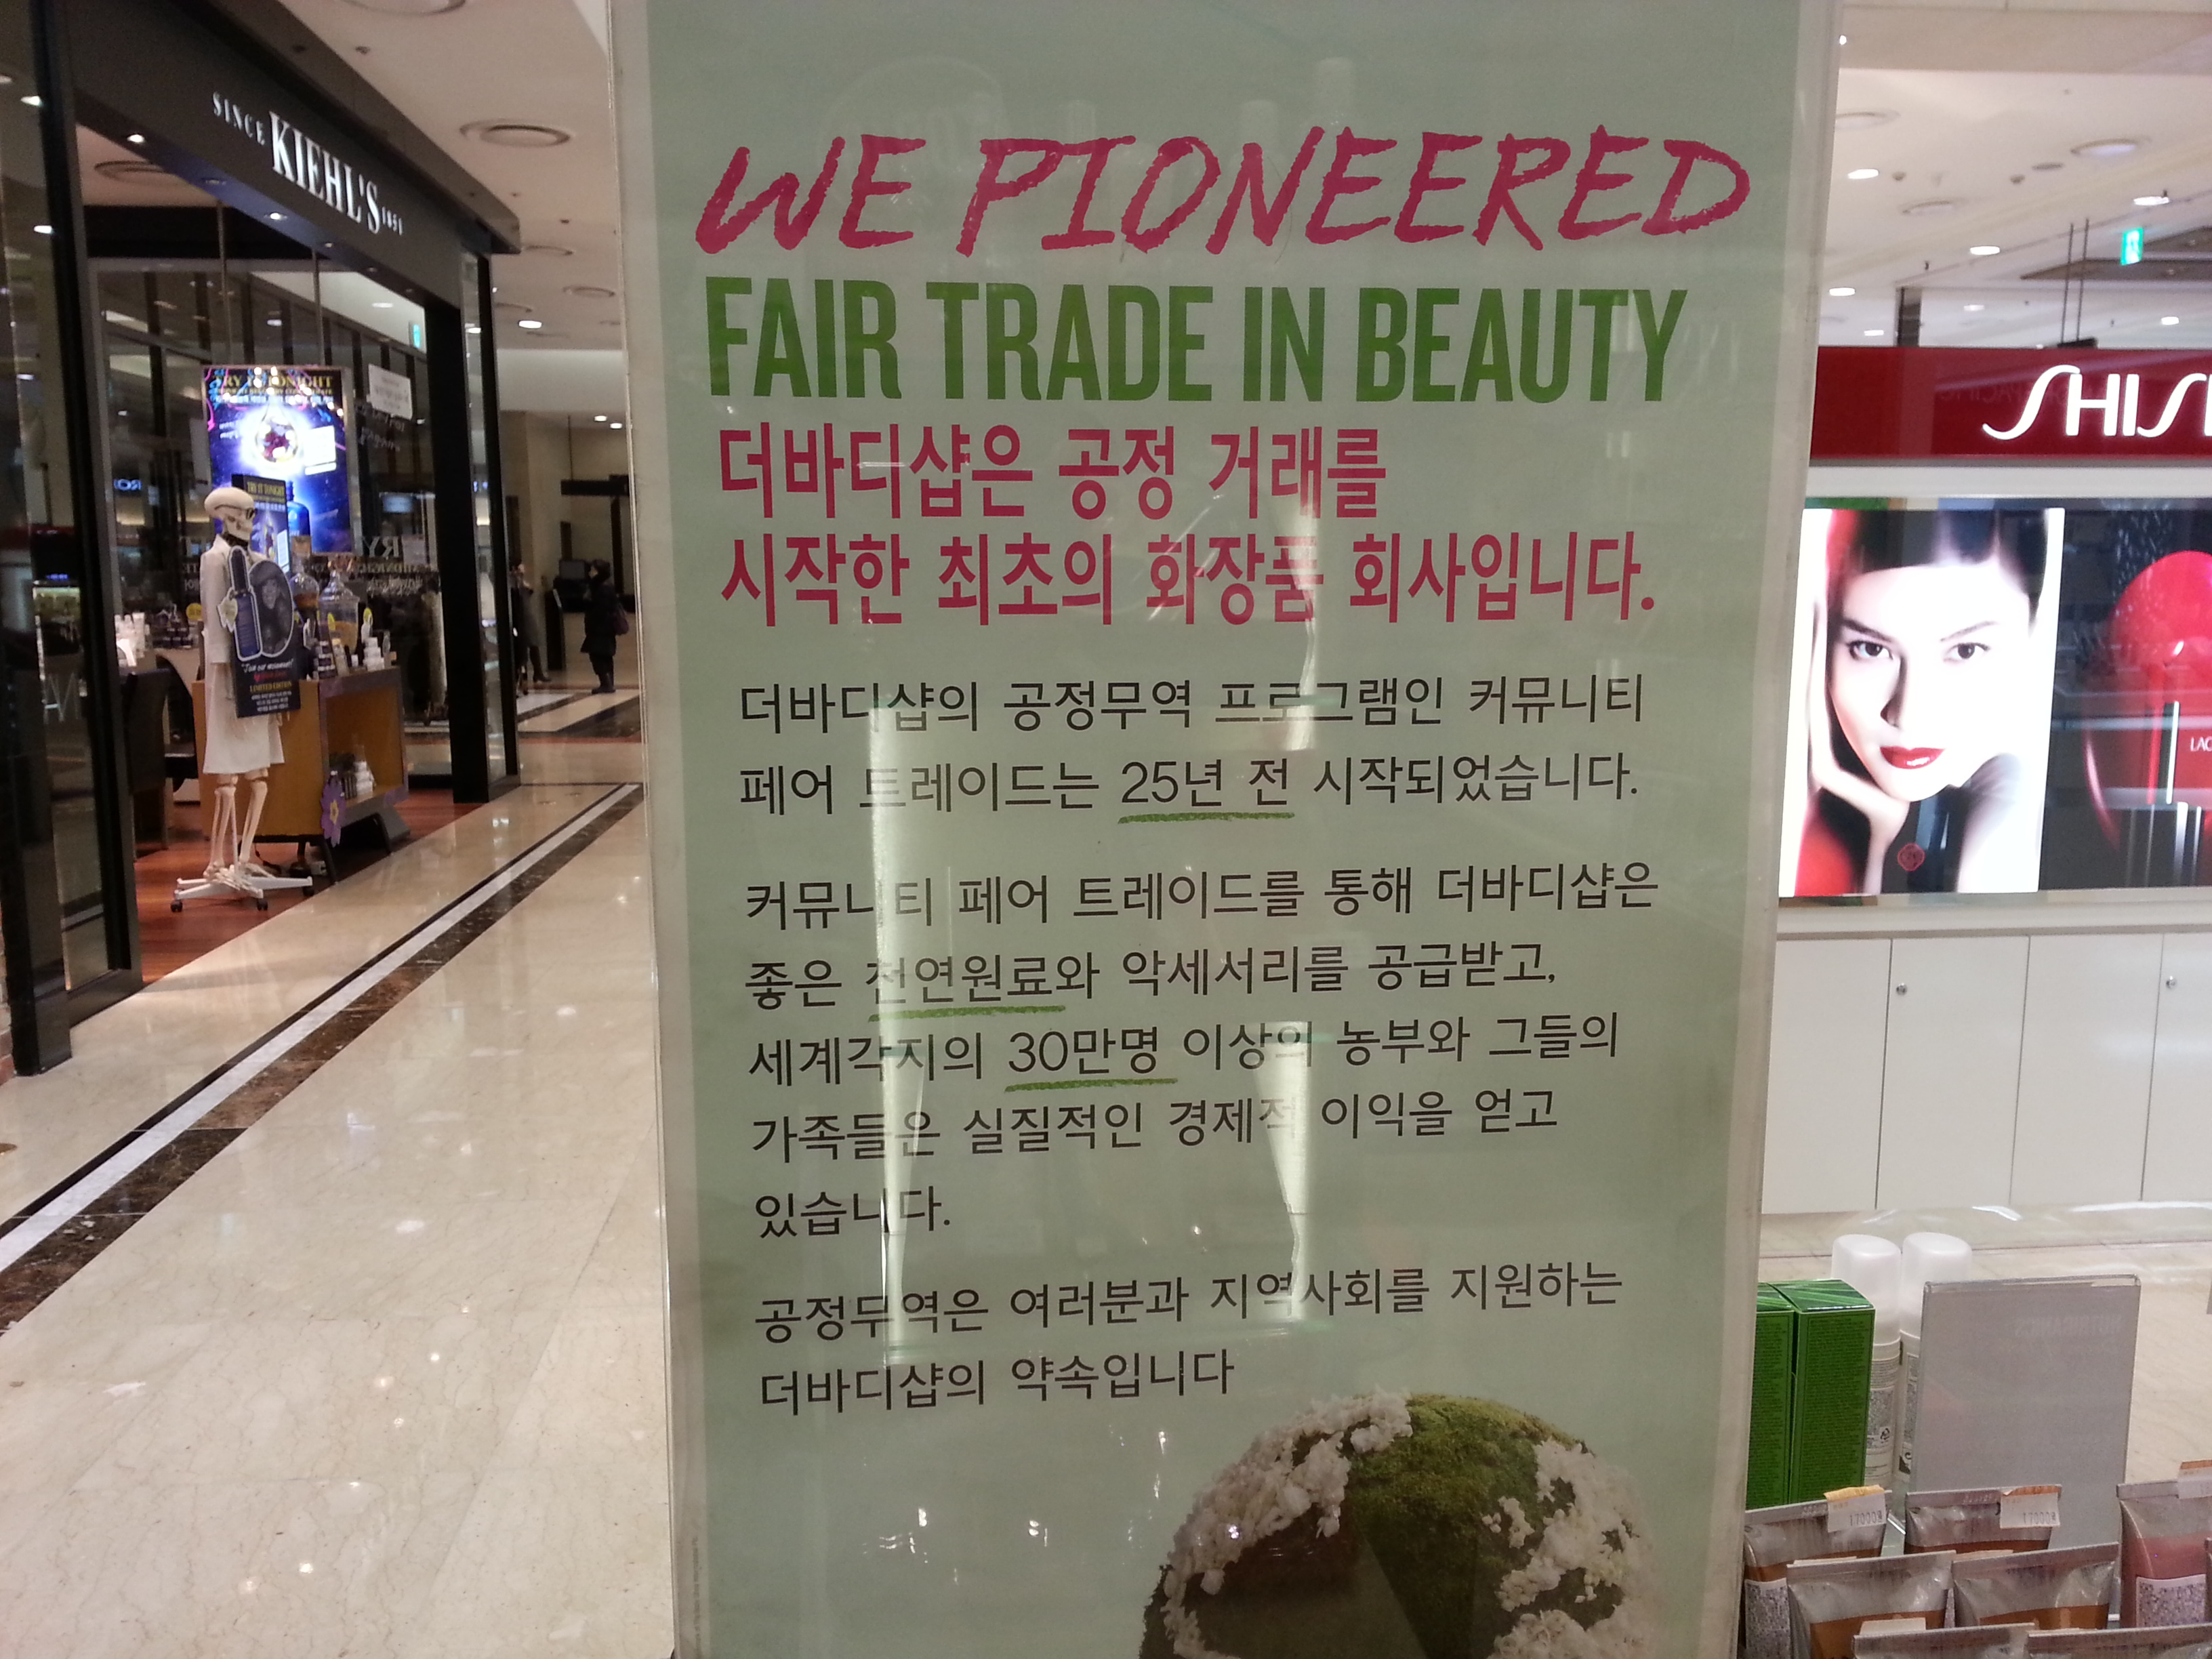 SINCE KIEHL'S 1851
WE PIONEERED
FAIR TRADE IN BEAUTY
더바디샵은 공정 거래를
시작한 최초의 화장품 회사입니다.
더바디샵의 공정무역 프로그램인 커뮤니티
페어 트레이드는 25년 전 시작되었습니다.
커뮤니티 페어 트레이드를 통해 더바디샵은
좋은 천연원료와 악세서리를 공급받고,
세계각지의 30만명 이상의 농부와 그들의
가족들은 실질적인 경제적 이익을 얻고
있습니다.
공정무역은 여러분과 지역사회를 지원하는
더바디샵의 약속입니다
SHIS
LAC
LIMITED EDITION
17000
17000